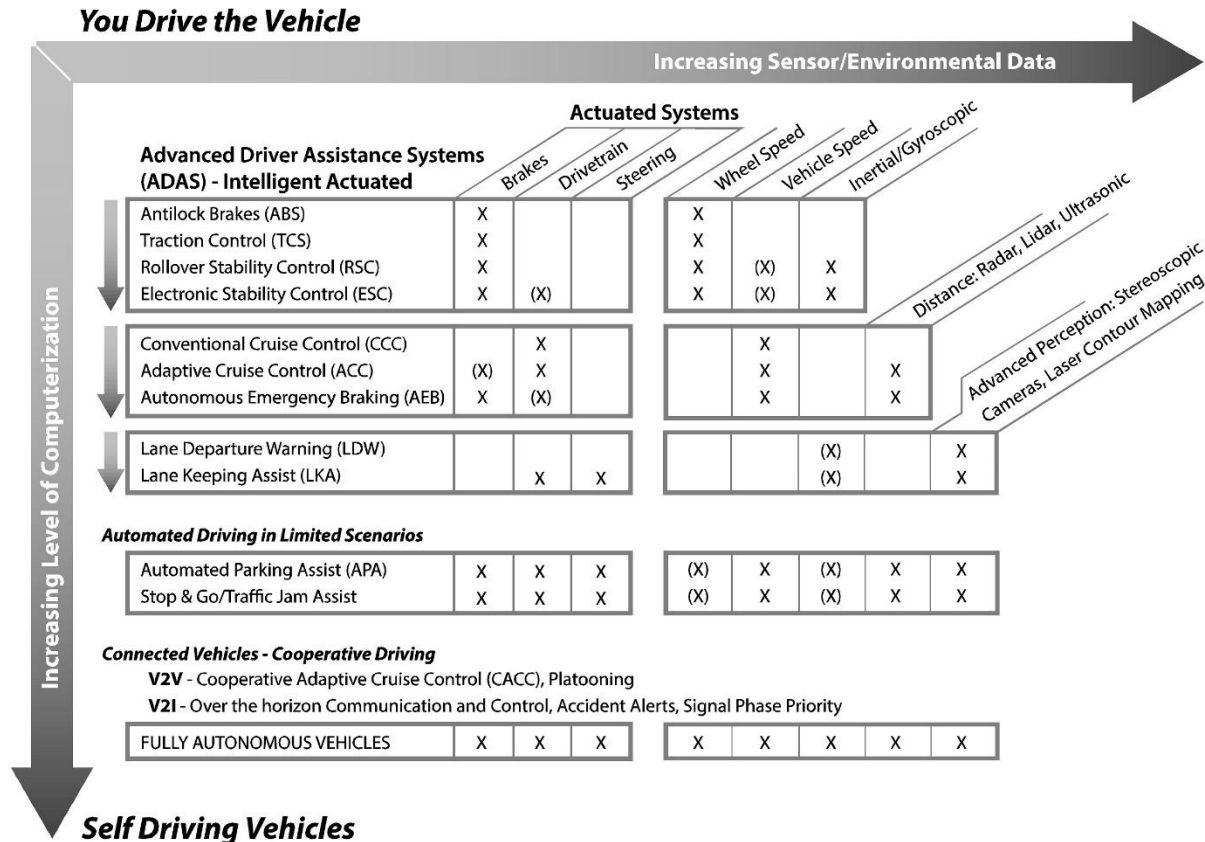 You Drive the Vehicle
Increasing Sensor/Environmental Data
Increasing Level of Computerization
Actuated Systems
Advanced Driver Assistance Systems
(ADAS) - Intelligent Actuated
Brakes
Drivetrain
Steering
Wheel Speed
Vehicle Speed
Inertial/Gyroscopic
Distance: Radar, Lidar, Ultrasonic
Advanced Perception: Stereoscopic
Cameras, Laser Contour Mapping
Antilock Brakes (ABS) X X
Traction Control (TCS) X X
Rollover Stability Control (RSC) X X (X) X
Electronic Stability Control (ESC) X (X) X (X) X
Conventional Cruise Control (CCC) X X
Adaptive Cruise Control (ACC) (X) X X X
Autonomous Emergency Braking (AEB) X (X) X X
Lane Departure Warning (LDW) (X) X
Lane Keeping Assist (LKA) X X (X) X
Automated Driving in Limited Scenarios
Automated Parking Assist (APA) X X X (X) X (X) X X
Stop & Go/Traffic Jam Assist X X X (X) X (X) X X
Connected Vehicles - Cooperative Driving
V2V - Cooperative Adaptive Cruise Control (CACC), Platooning
V2I - Over the horizon Communication and Control, Accident Alerts, Signal Phase Priority
FULLY AUTONOMOUS VEHICLES X X X X X X X X
Self Driving Vehicles